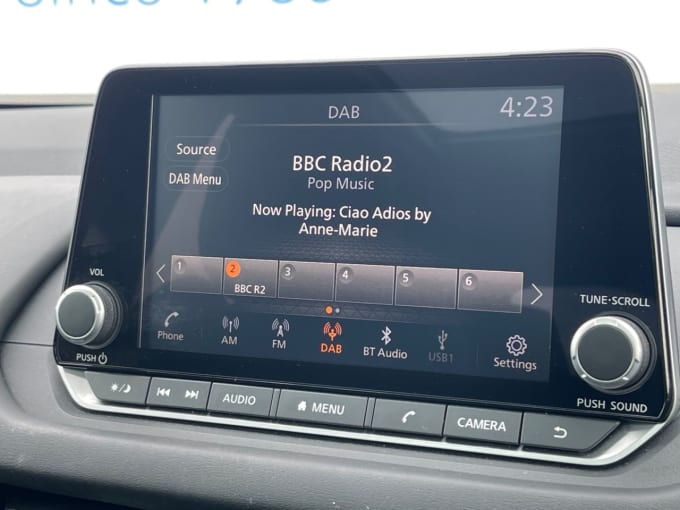 since 1986
DAB
4:23
Source
DAB Menu
BBC Radio2
Pop Music
Now Playing: Ciao Adios by
Anne-Marie
1
2
3
4
5
6
BBC R2
Phone
AM
FM
DAB
BT Audio
USB1
Settings
VOL
PUSH
TUNE·SCROLL
PUSH SOUND
AUDIO
MENU
CAMERA